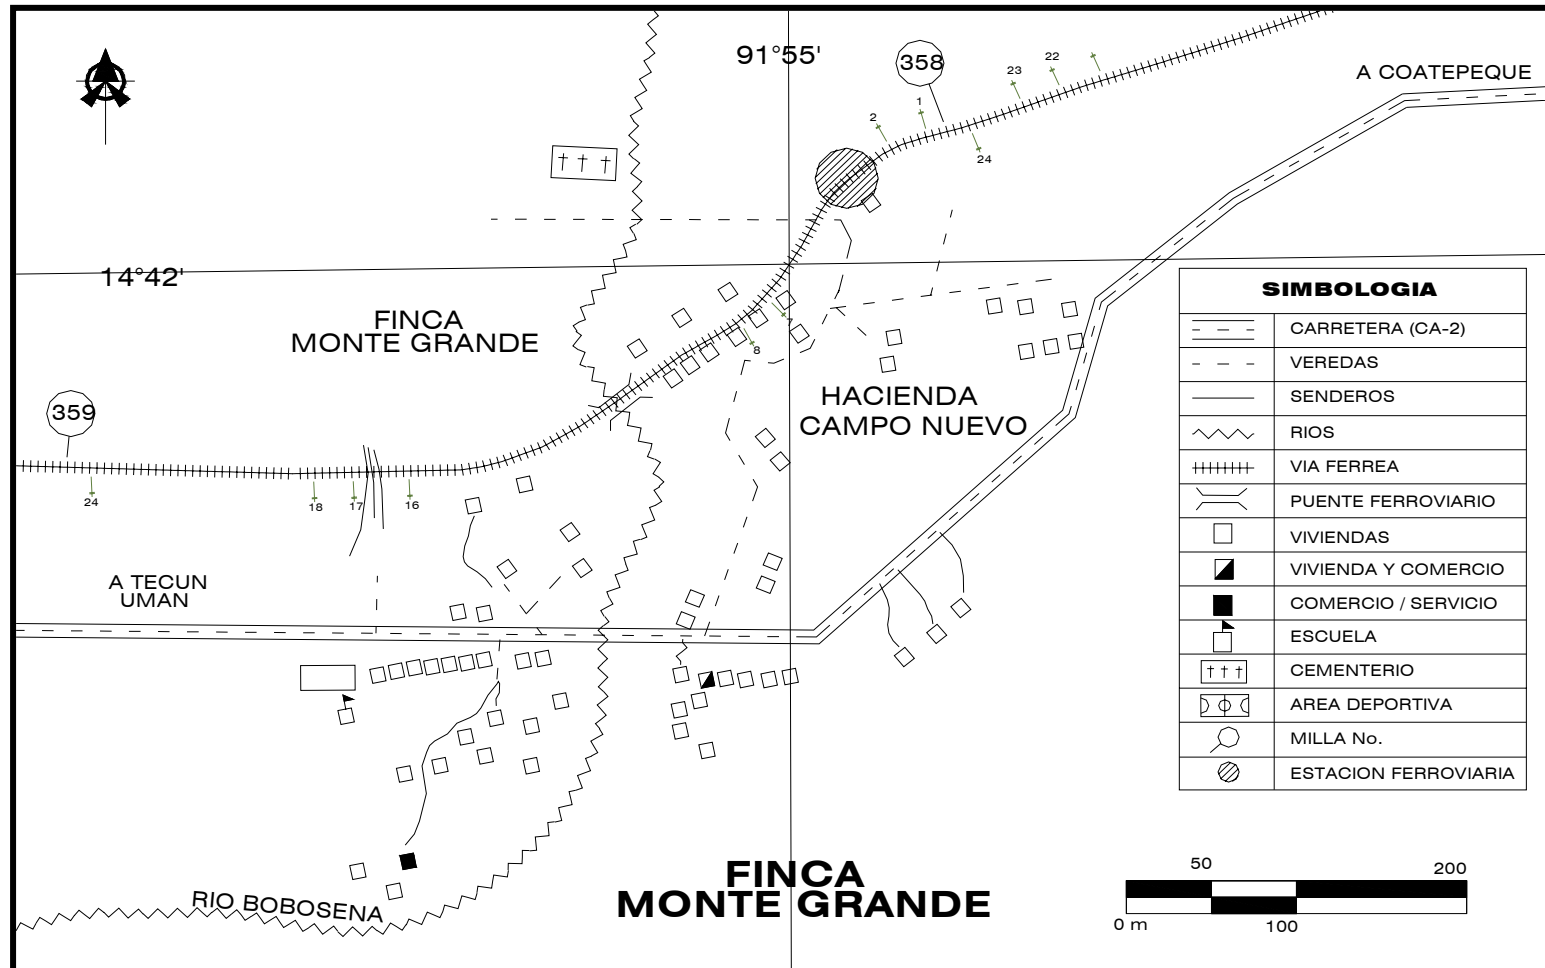 91°55'
358
23
22
A COATEPEQUE
1
2
24
14°42'
SIMBOLOGIA
FINCA
MONTE GRANDE
7
8
CARRETERA (CA-2)
VEREDAS
SENDEROS
RIOS
VIA FERREA
PUENTE FERROVIARIO
VIVIENDAS
VIVIENDA Y COMERCIO
COMERCIO / SERVICIO
ESCUELA
CEMENTERIO
AREA DEPORTIVA
MILLA No.
ESTACION FERROVIARIA
HACIENDA
CAMPO NUEVO
359
24
18
17
16
A TECUN
UMAN
RIO BOBOSENA
FINCA
MONTE GRANDE
50
200
0 m
100